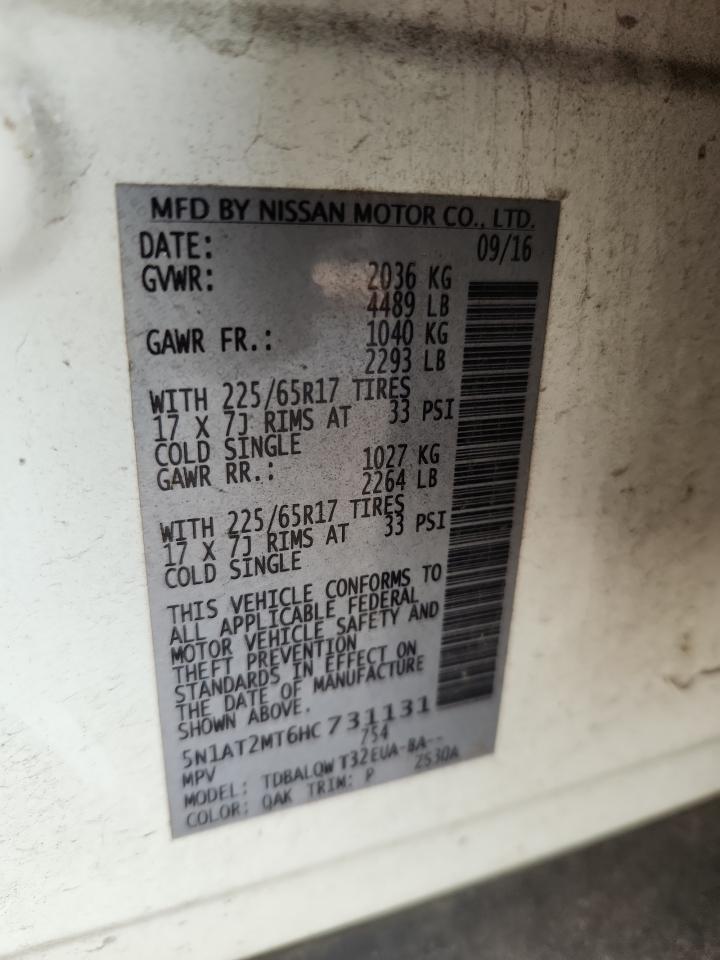 MFD BY NISSAN MOTOR CO., LTD.
DATE: 09/16
GVWR: 2036 KG
4489 LB
GAWR FR.: 1040 KG
2293 LB
WITH 225/65R17 TIRES
17 X 7J RIMS AT 33 PSI
COLD SINGLE
GAWR RR.: 1027 KG
2264 LB
WITH 225/65R17 TIRES
17 X 7J RIMS AT 33 PSI
COLD SINGLE
THIS VEHICLE CONFORMS TO
ALL APPLICABLE FEDERAL
MOTOR VEHICLE SAFETY AND
THEFT PREVENTION
STANDARDS IN EFFECT ON
THE DATE OF MANUFACTURE
SHOWN ABOVE.
5N1AT2MT6HC731131
MPV 754
MODEL: TDBALQW T32EUA-BA--
COLOR: QAK TRIM: P ZS30A